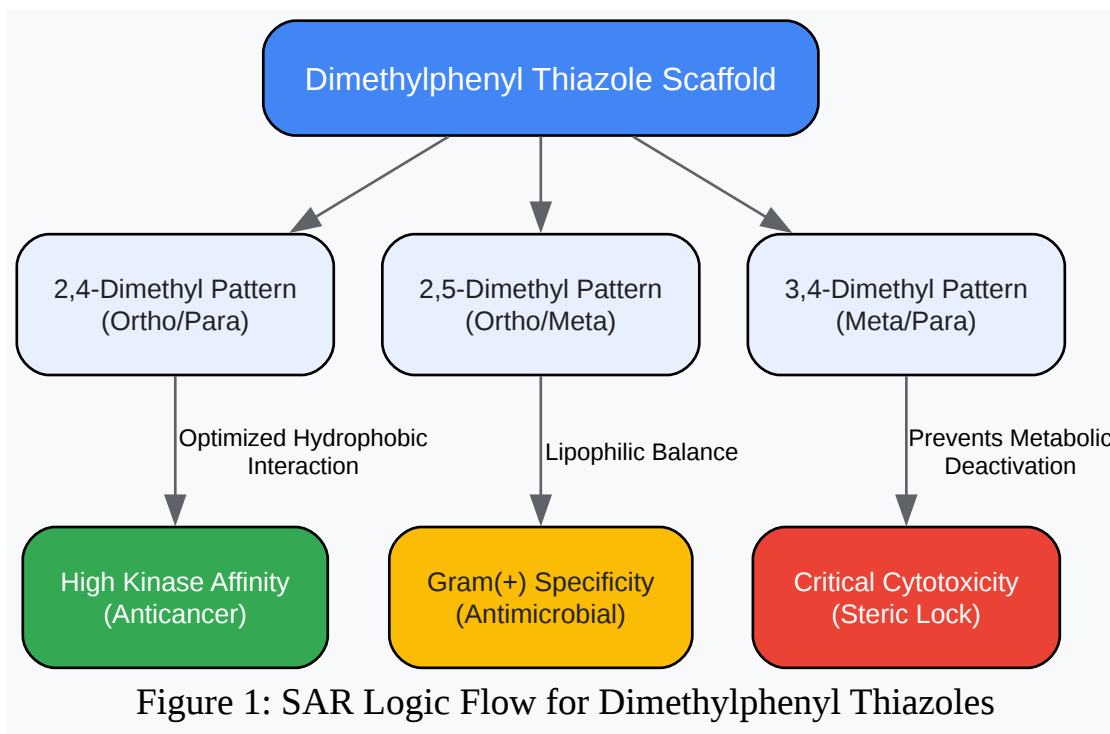 Dimethylphenyl Thiazole Scaffold
2,4-Dimethyl Pattern
(Ortho/Para)
2,5-Dimethyl Pattern
(Ortho/Meta)
3,4-Dimethyl Pattern
(Meta/Para)
Optimized Hydrophobic
Interaction
Lipophilic Balance
Prevents Metabolic
Deactivation
High Kinase Affinity
(Anticancer)
Gram(+) Specificity
(Antimicrobial)
Critical Cytotoxicity
(Steric Lock)
Figure 1: SAR Logic Flow for Dimethylphenyl Thiazoles